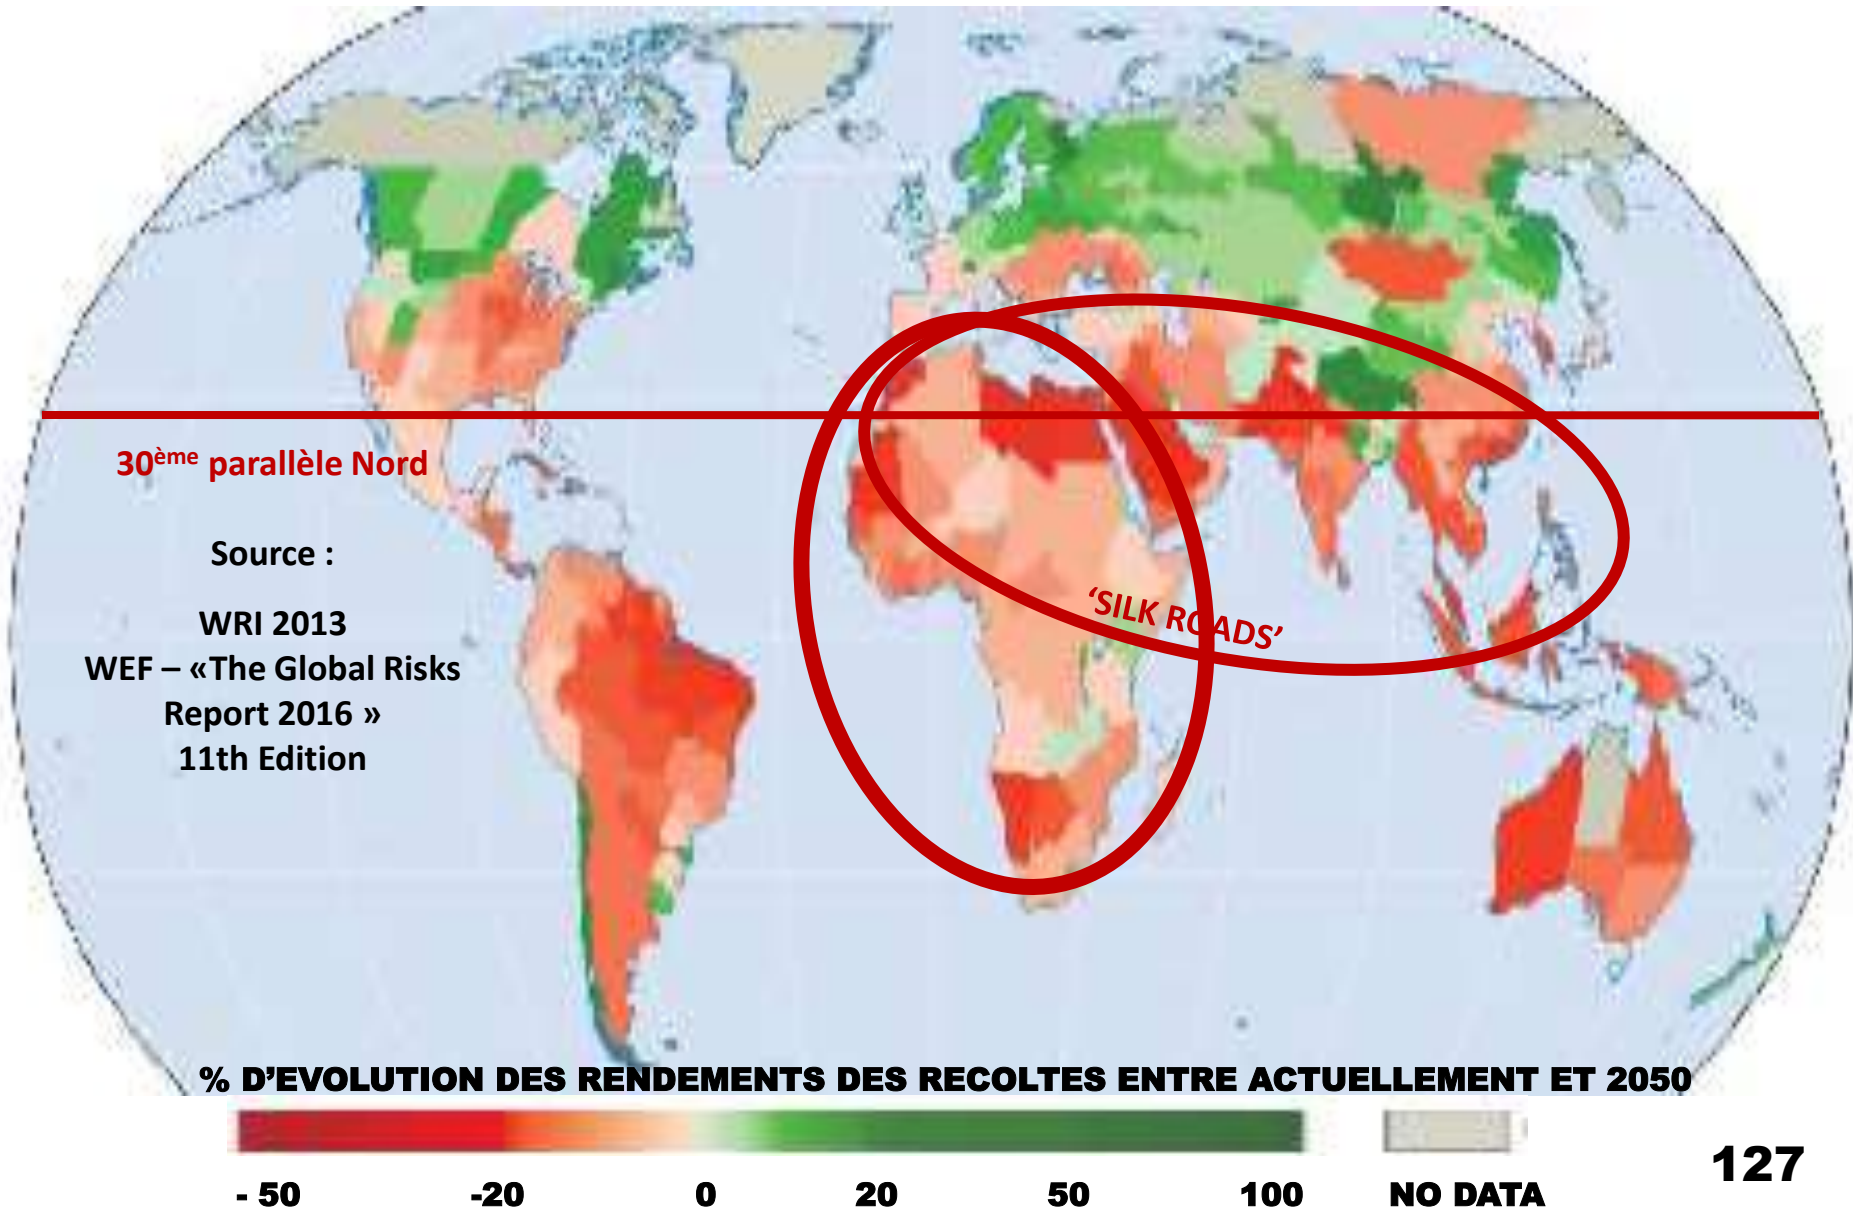 30ème parallèle Nord
Source :
WRI 2013
WEF – «The Global Risks
Report 2016 »
11th Edition
‘SILK ROADS’
% D’EVOLUTION DES RENDEMENTS DES RECOLTES ENTRE ACTUELLEMENT ET 2050
- 50 -20 0 20 50 100 NO DATA
127